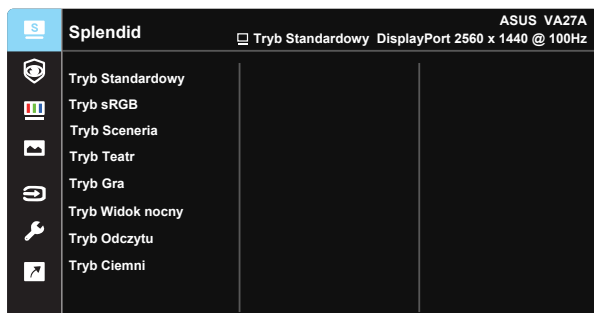 S
Splendid
ASUS VA27A
Tryb Standardowy DisplayPort 2560 x 1440 @ 100Hz
Tryb Standardowy
Tryb sRGB
Tryb Sceneria
Tryb Teatr
Tryb Gra
Tryb Widok nocny
Tryb Odczytu
Tryb Ciemni